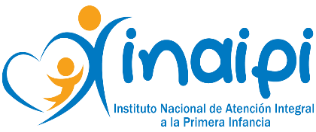 inaipi
Instituto Nacional de Atención Integral
a la Primera Infancia